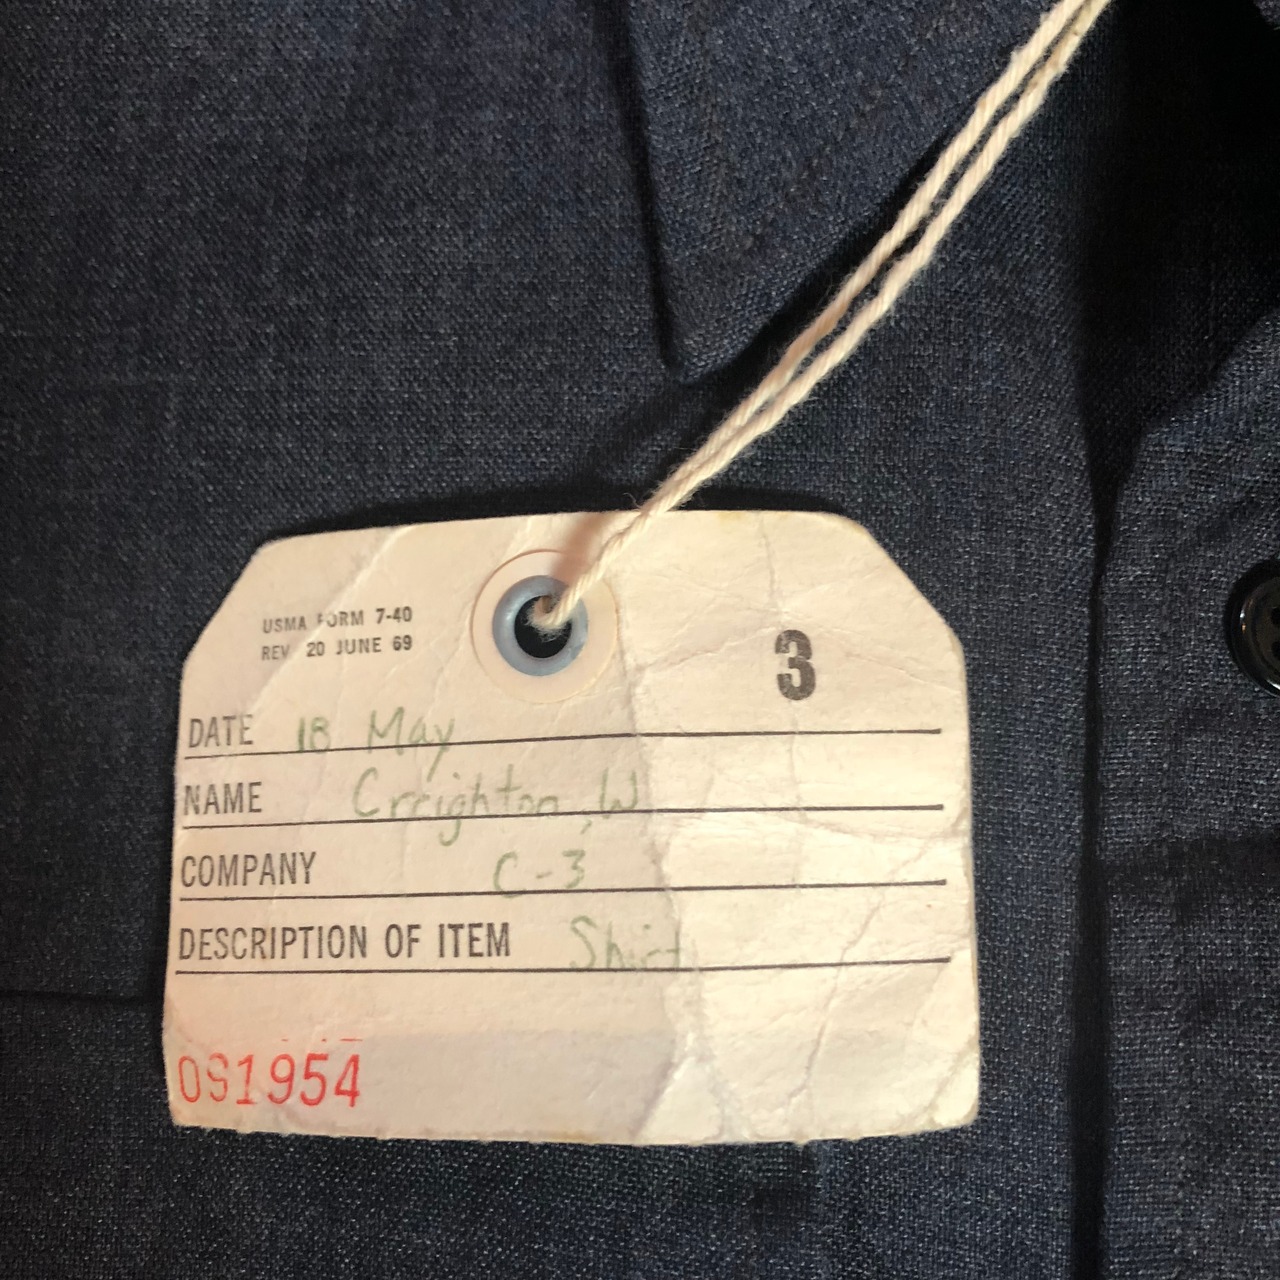 USMA FORM 7-40
REV 20 JUNE 69
3
DATE 18 May
NAME Creighton, W
COMPANY C-3
DESCRIPTION OF ITEM Shirt
OS1954